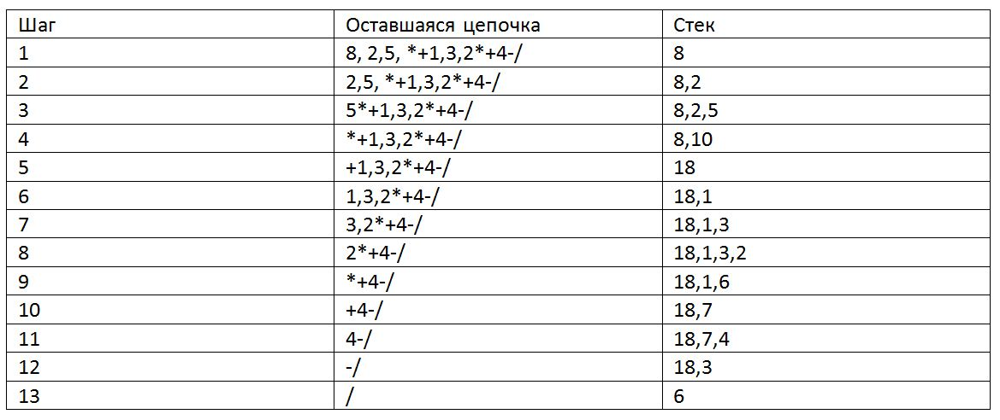 Шаг Оставшаяся цепочка Стек
1 8, 2,5, *+1,3,2*+4-/ 8
2 2,5, *+1,3,2*+4-/ 8,2
3 5*+1,3,2*+4-/ 8,2,5
4 *+1,3,2*+4-/ 8,10
5 +1,3,2*+4-/ 18
6 1,3,2*+4-/ 18,1
7 3,2*+4-/ 18,1,3
8 2*+4-/ 18,1,3,2
9 *+4-/ 18,1,6
10 +4-/ 18,7
11 4-/ 18,7,4
12 -/ 18,3
13 / 6